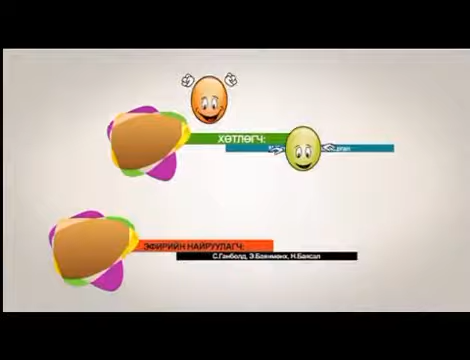 ХӨТЛӨГЧ:
ЭФИРИЙН НАЙРУУЛАГЧ:
С.Ганболд, Э.Баянмөнх, Н.Баясал